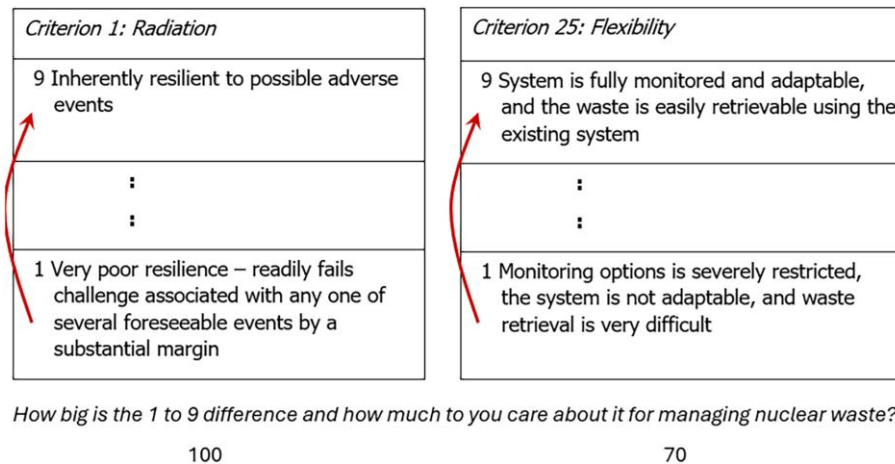 Criterion 1: Radiation
9 Inherently resilient to possible adverse
events
:
:
1 Very poor resilience – readily fails
challenge associated with any one of
several foreseeable events by a
substantial margin
Criterion 25: Flexibility
9 System is fully monitored and adaptable,
and the waste is easily retrievable using the
existing system
:
:
1 Monitoring options is severely restricted,
the system is not adaptable, and waste
retrieval is very difficult
How big is the 1 to 9 difference and how much to you care about it for managing nuclear waste?
100
70